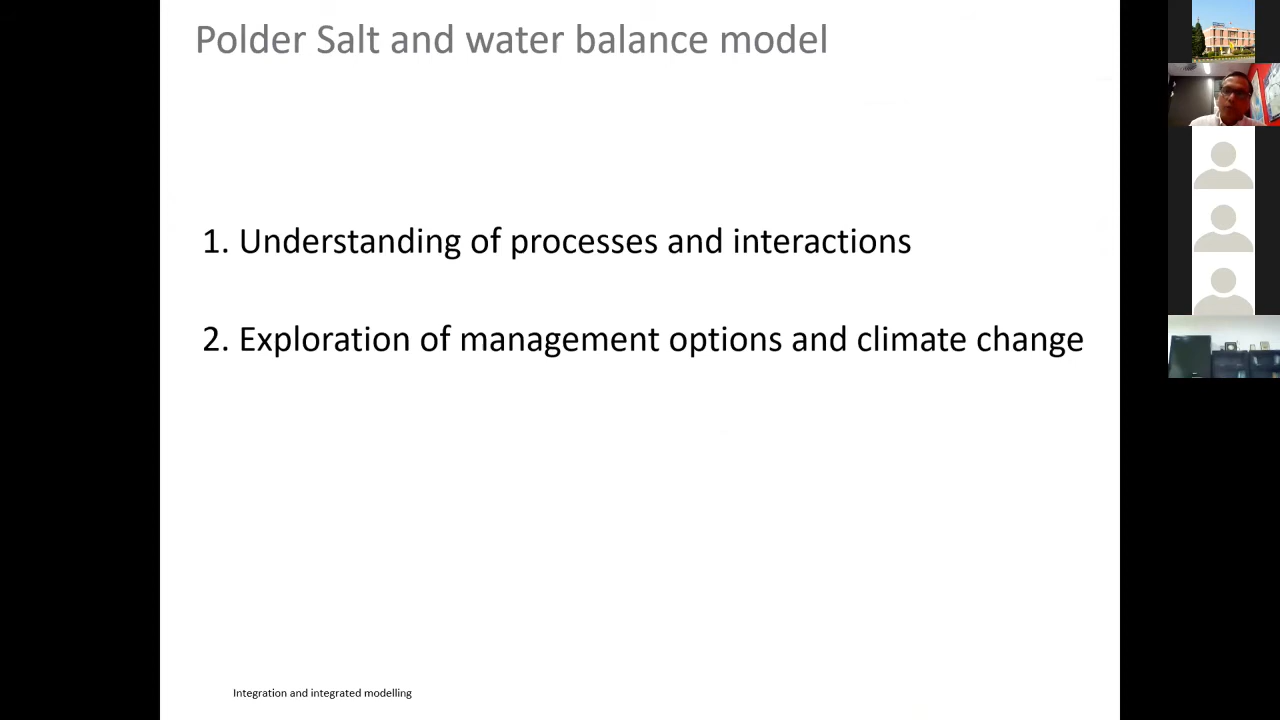 Polder Salt and water balance model
1. Understanding of processes and interactions
2. Exploration of management options and climate change
Integration and integrated modelling